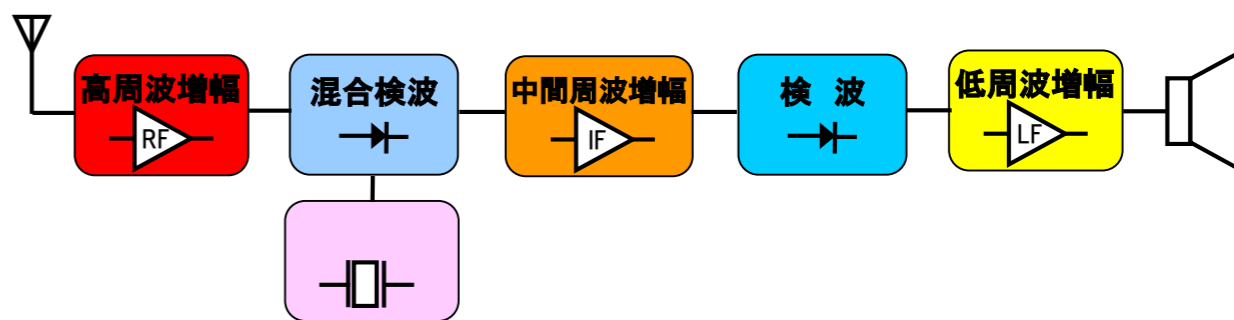 高周波増幅
RF
混合検波
中間周波増幅
IF
検 波
低周波増幅
LF